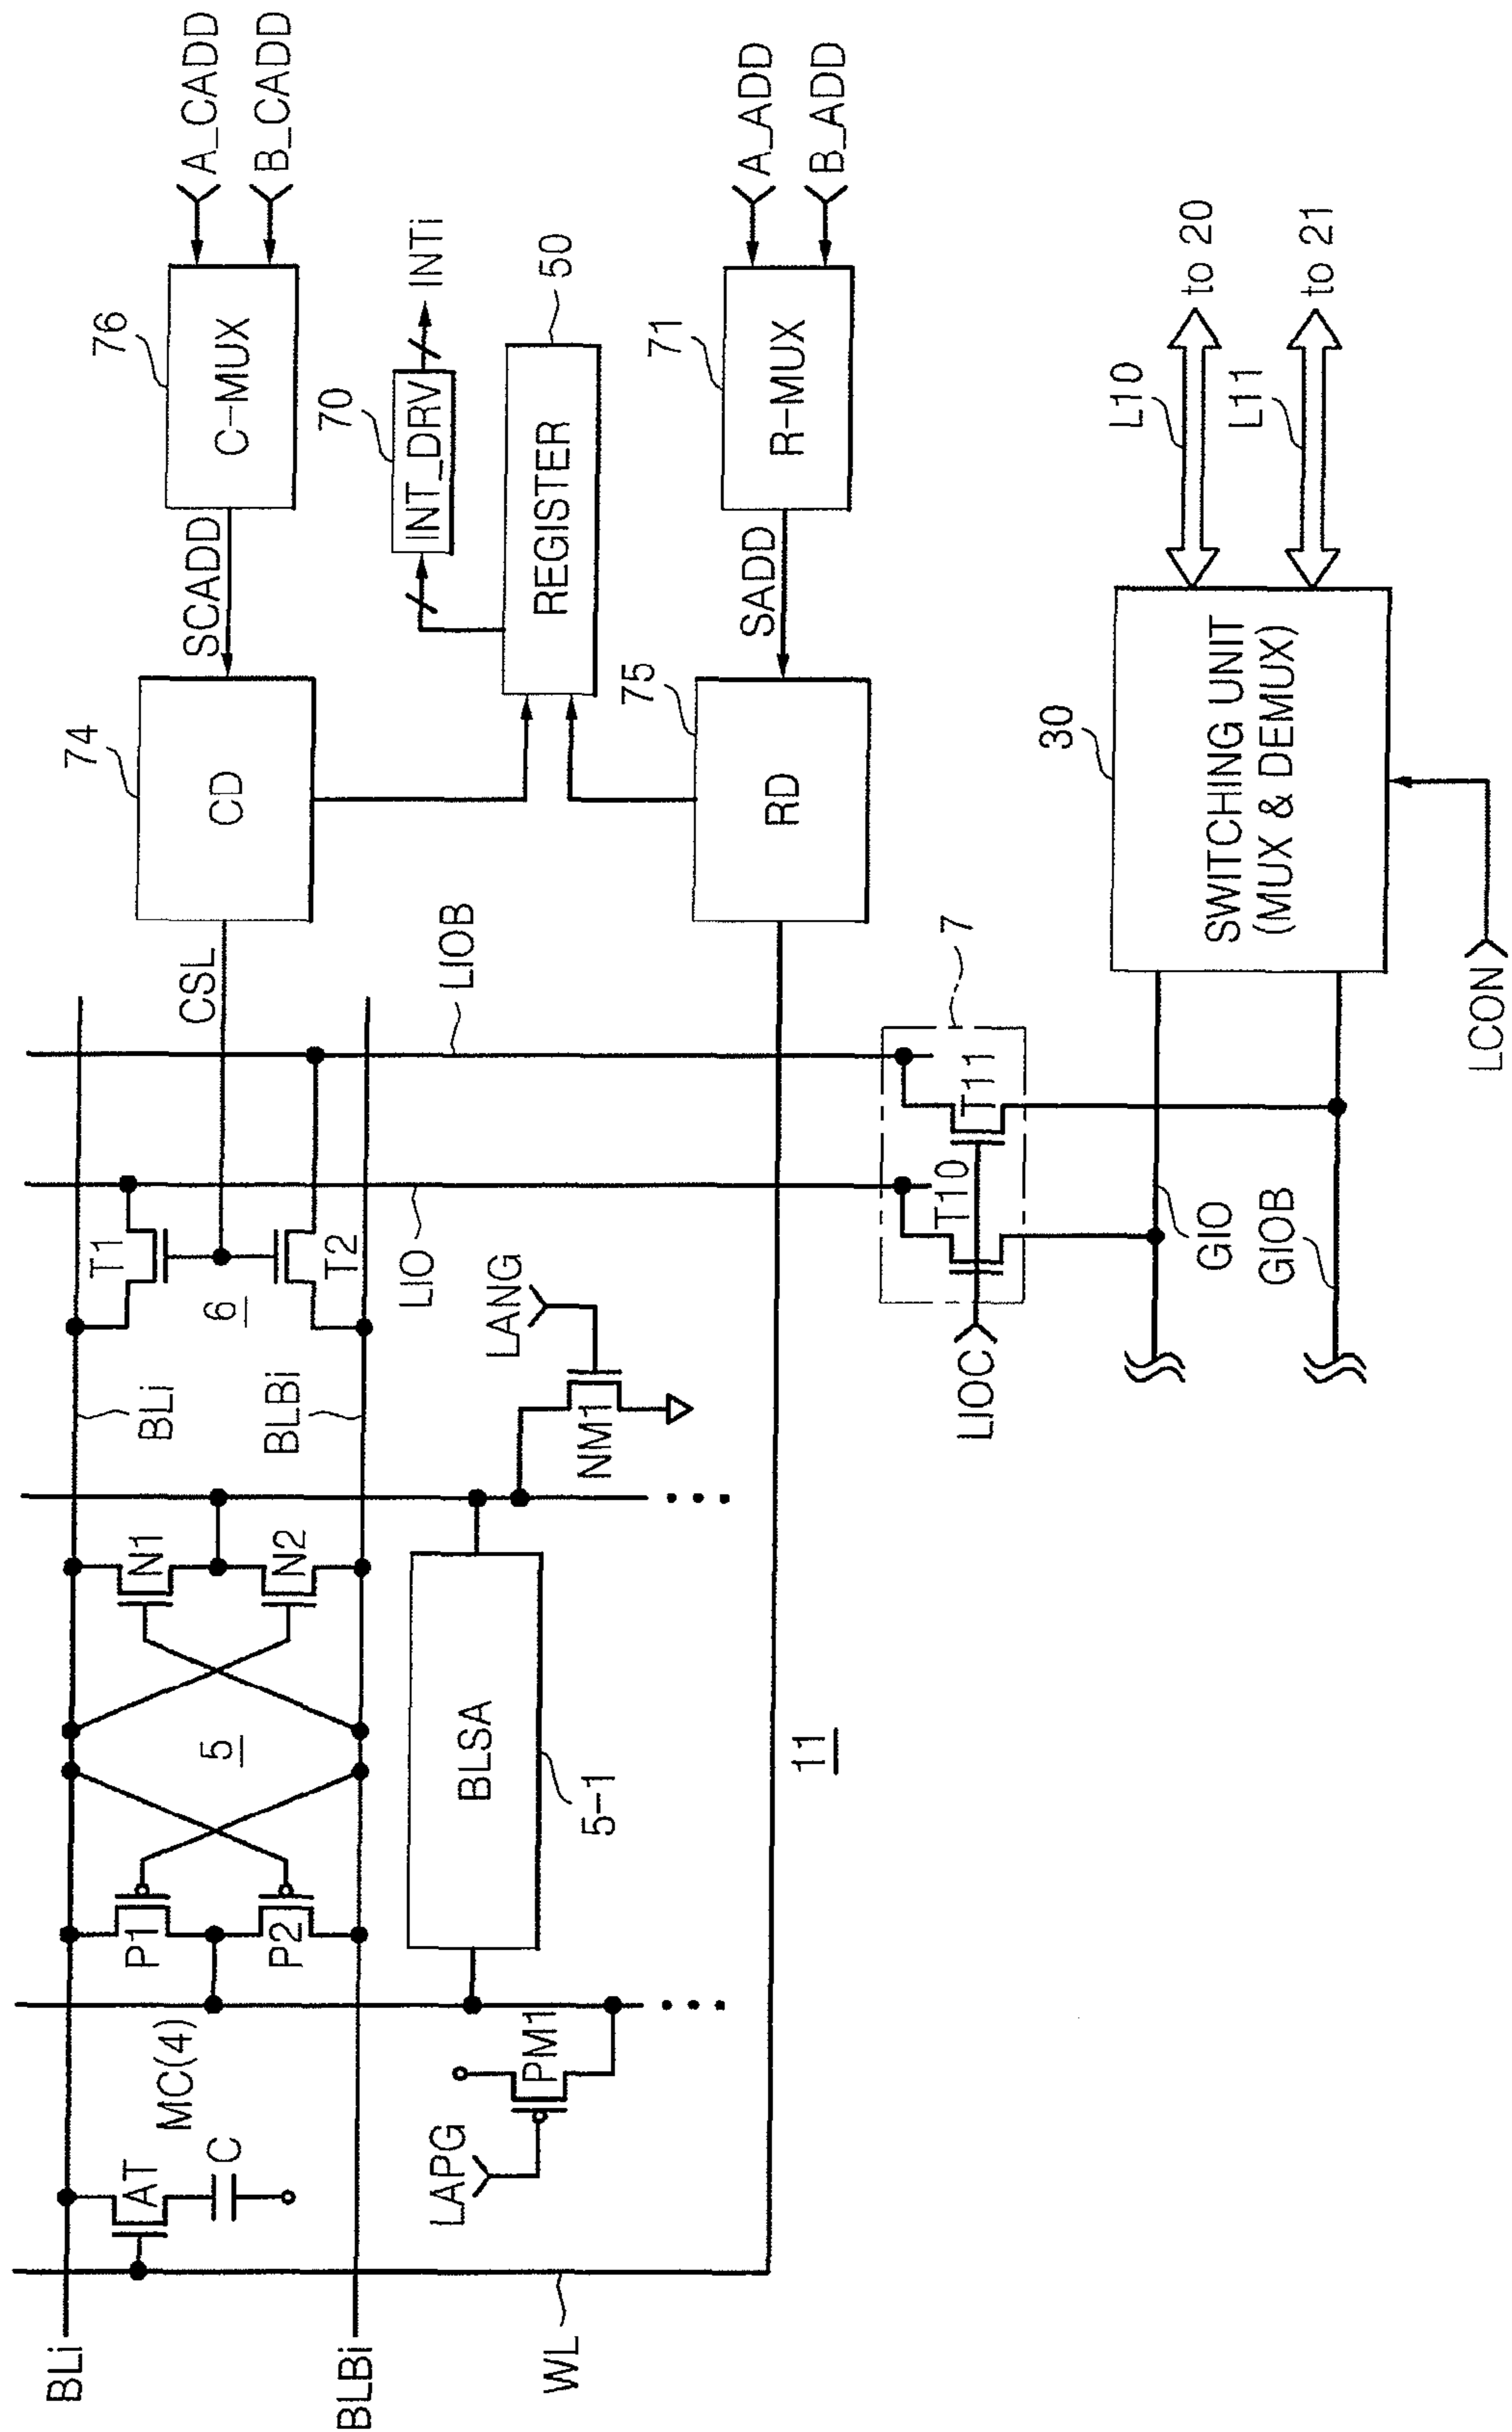 A_CADD
B_CADD
76
C-MUX
SCADD
74
CD
CSL
INTi
70
INT_DRV
50
REGISTER
A_ADD
B_ADD
71
R-MUX
SADD
75
RD
to 20
to 21
L10
L11
30
SWITCHING UNIT
(MUX & DEMUX)
LCON
LIOB
LIO
7
T11
T10
LIOC
GIO
GIOB
T1
T2
6
BLi
BLBi
LANG
NM1
N1
N2
5
BLSA
5-1
11
P1
P2
PM1
LAPG
MC(4)
AT
C
WL
BLi
BLBi